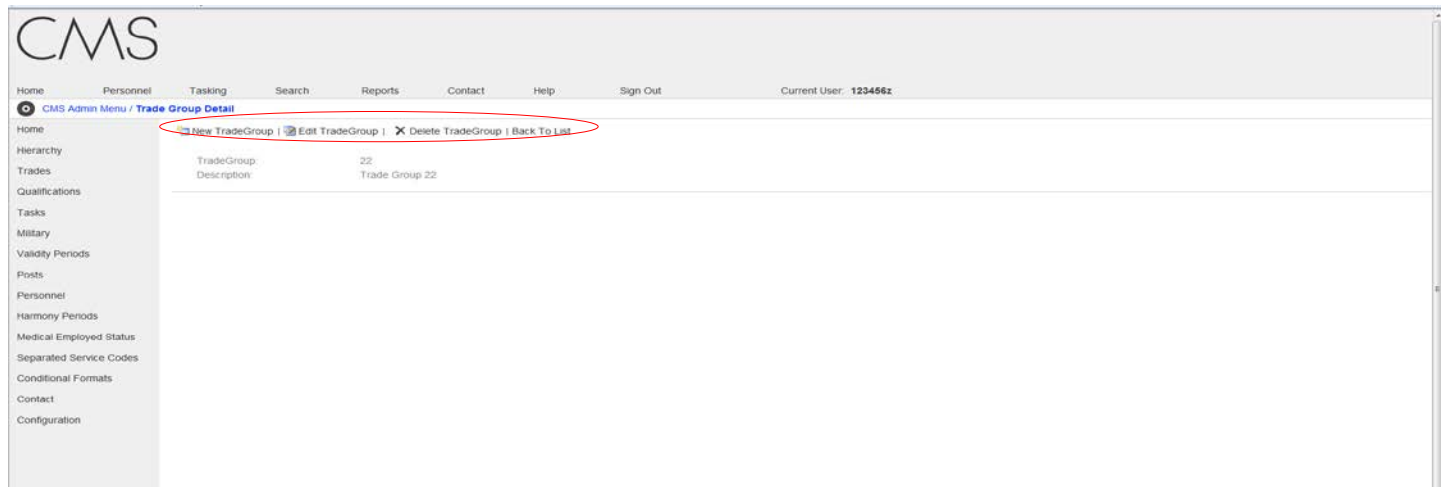 CMS
Home Personnel Tasking Search Reports Contact Help Sign Out Current User: 123456z
CMS Admin Menu / Trade Group Detail
New TradeGroup | Edit TradeGroup | Delete TradeGroup | Back To List
Home
Hierarchy
Trades
Qualifications
Tasks
Military
Validity Periods
Posts
Personnel
Harmony Periods
Medical Employed Status
Separated Service Codes
Conditional Formats
Contact
Configuration
TradeGroup: 22
Description: Trade Group 22